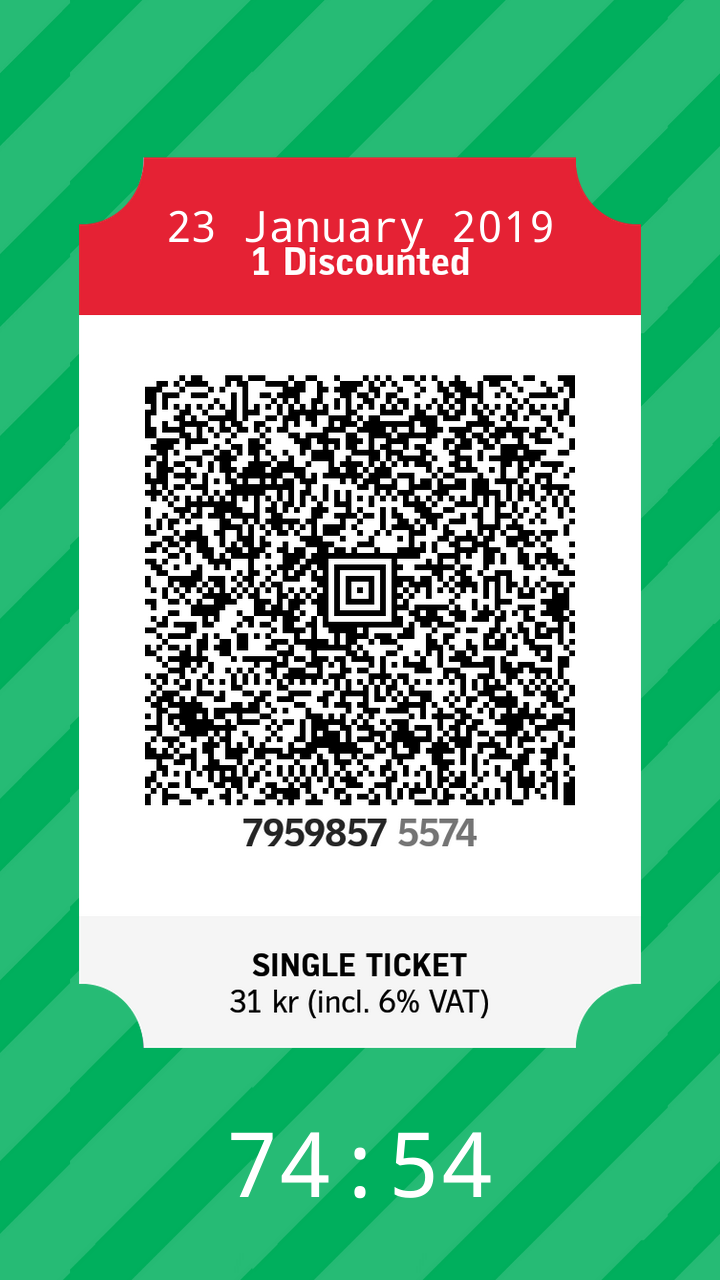 23 January 2019
1 Discounted
7959857 5574
SINGLE TICKET
31 kr (incl. 6% VAT)
74:54